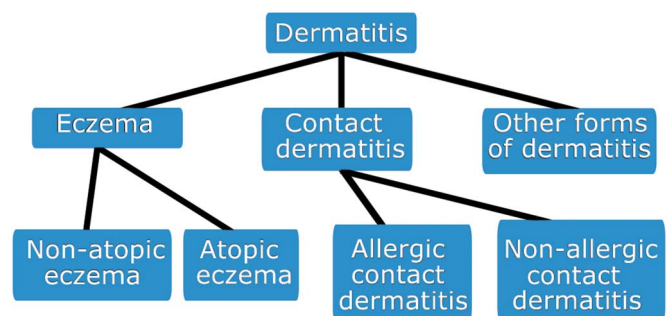 Dermatitis
Eczema
Contact
dermatitis
Other forms
of dermatitis
Non-atopic
eczema
Atopic
eczema
Allergic
contact
dermatitis
Non-allergic
contact
dermatitis